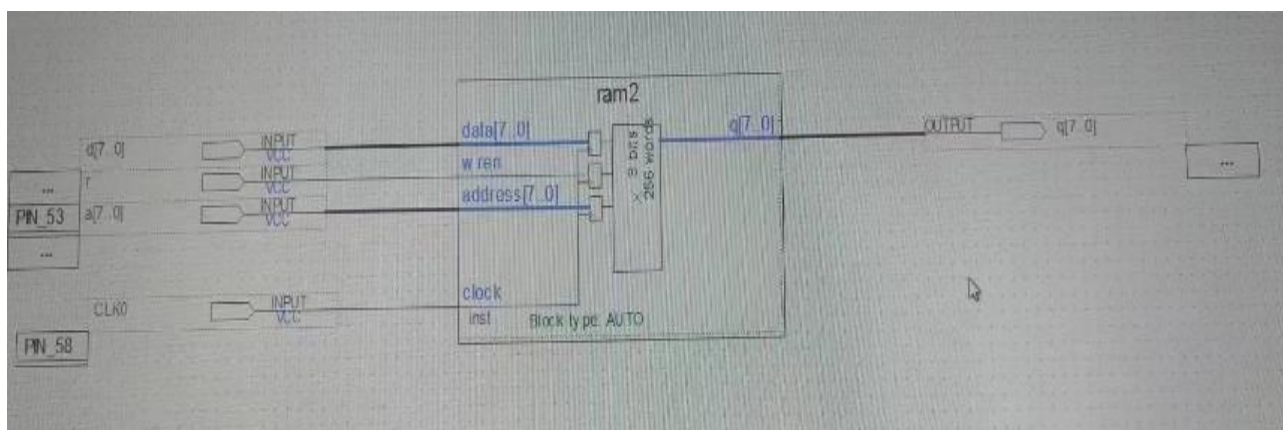 ram2
d[7..0]
INPUT
VCC
data[7..0]
q[7..0]
OUTPUT
q[7..0]
...
r
INPUT
VCC
wren
8 bits
x
256 words
...
PIN_53
a[7..0]
INPUT
VCC
address[7..0]
...
CLK0
INPUT
VCC
clock
inst
Block type: AUTO
PIN_58